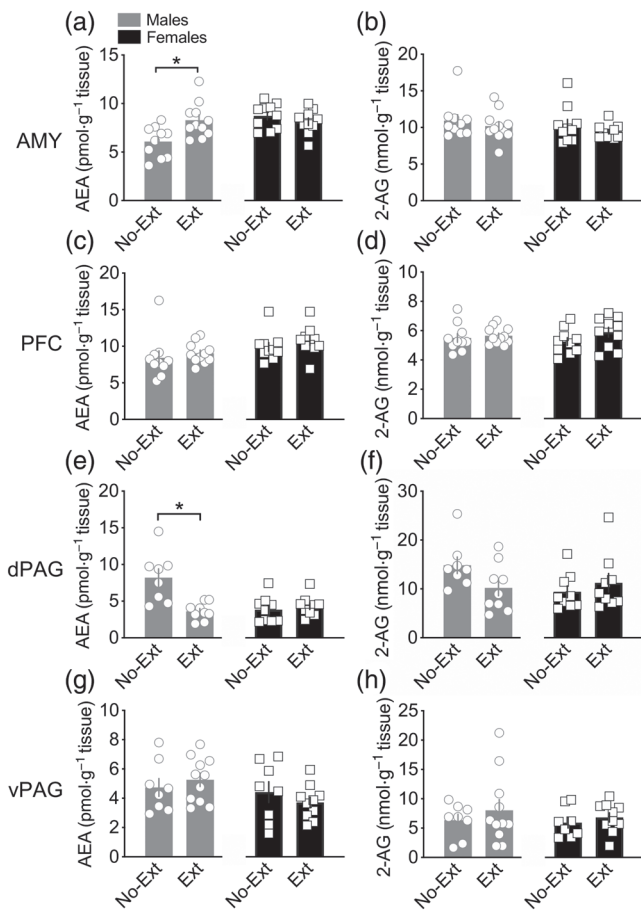 (a)
Males
Females
(b)
AMY
AEA (pmol·g⁻¹ tissue)
15
10
5
0
*
No-Ext
Ext
No-Ext
Ext
2-AG (nmol·g⁻¹ tissue)
20
15
10
5
0
No-Ext
Ext
No-Ext
Ext
(c)
(d)
PFC
AEA (pmol·g⁻¹ tissue)
20
15
10
5
0
No-Ext
Ext
No-Ext
Ext
2-AG (nmol·g⁻¹ tissue)
10
8
6
4
2
0
No-Ext
Ext
No-Ext
Ext
(e)
(f)
dPAG
AEA (pmol·g⁻¹ tissue)
20
15
10
5
0
*
No-Ext
Ext
No-Ext
Ext
2-AG (nmol·g⁻¹ tissue)
30
20
10
0
No-Ext
Ext
No-Ext
Ext
(g)
(h)
vPAG
AEA (pmol·g⁻¹ tissue)
10
8
6
4
2
0
No-Ext
Ext
No-Ext
Ext
2-AG (nmol·g⁻¹ tissue)
25
20
15
10
5
0
No-Ext
Ext
No-Ext
Ext